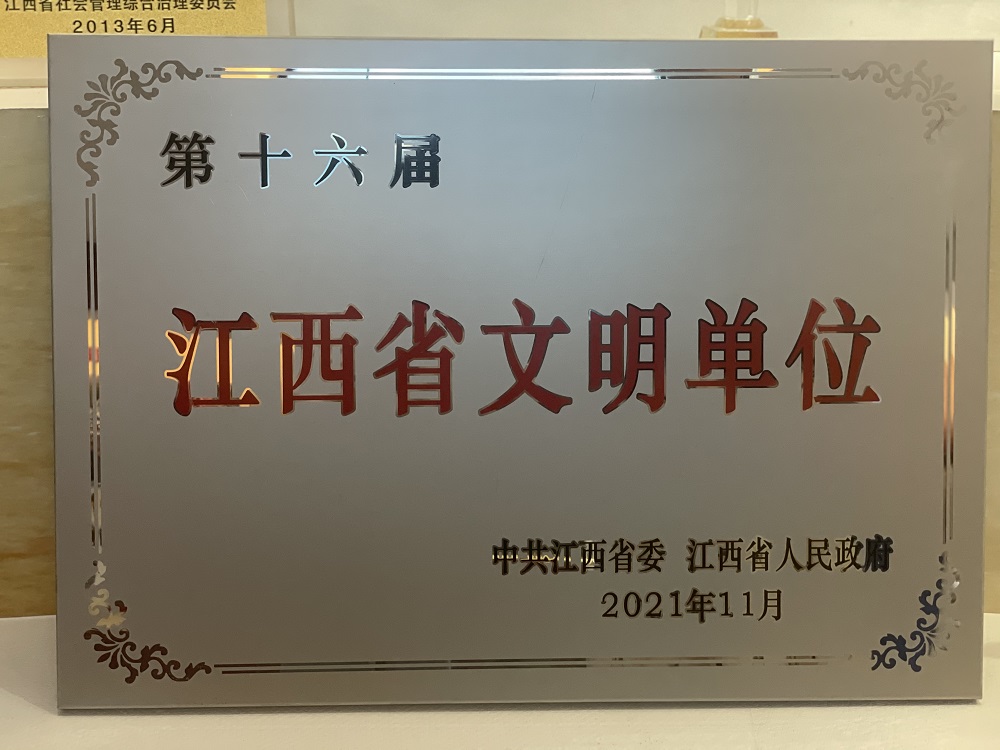 江西省社会管理综合治理委员会
2013年6月
第十六届
江西省文明单位
中共江西省委 江西省人民政府
2021年11月